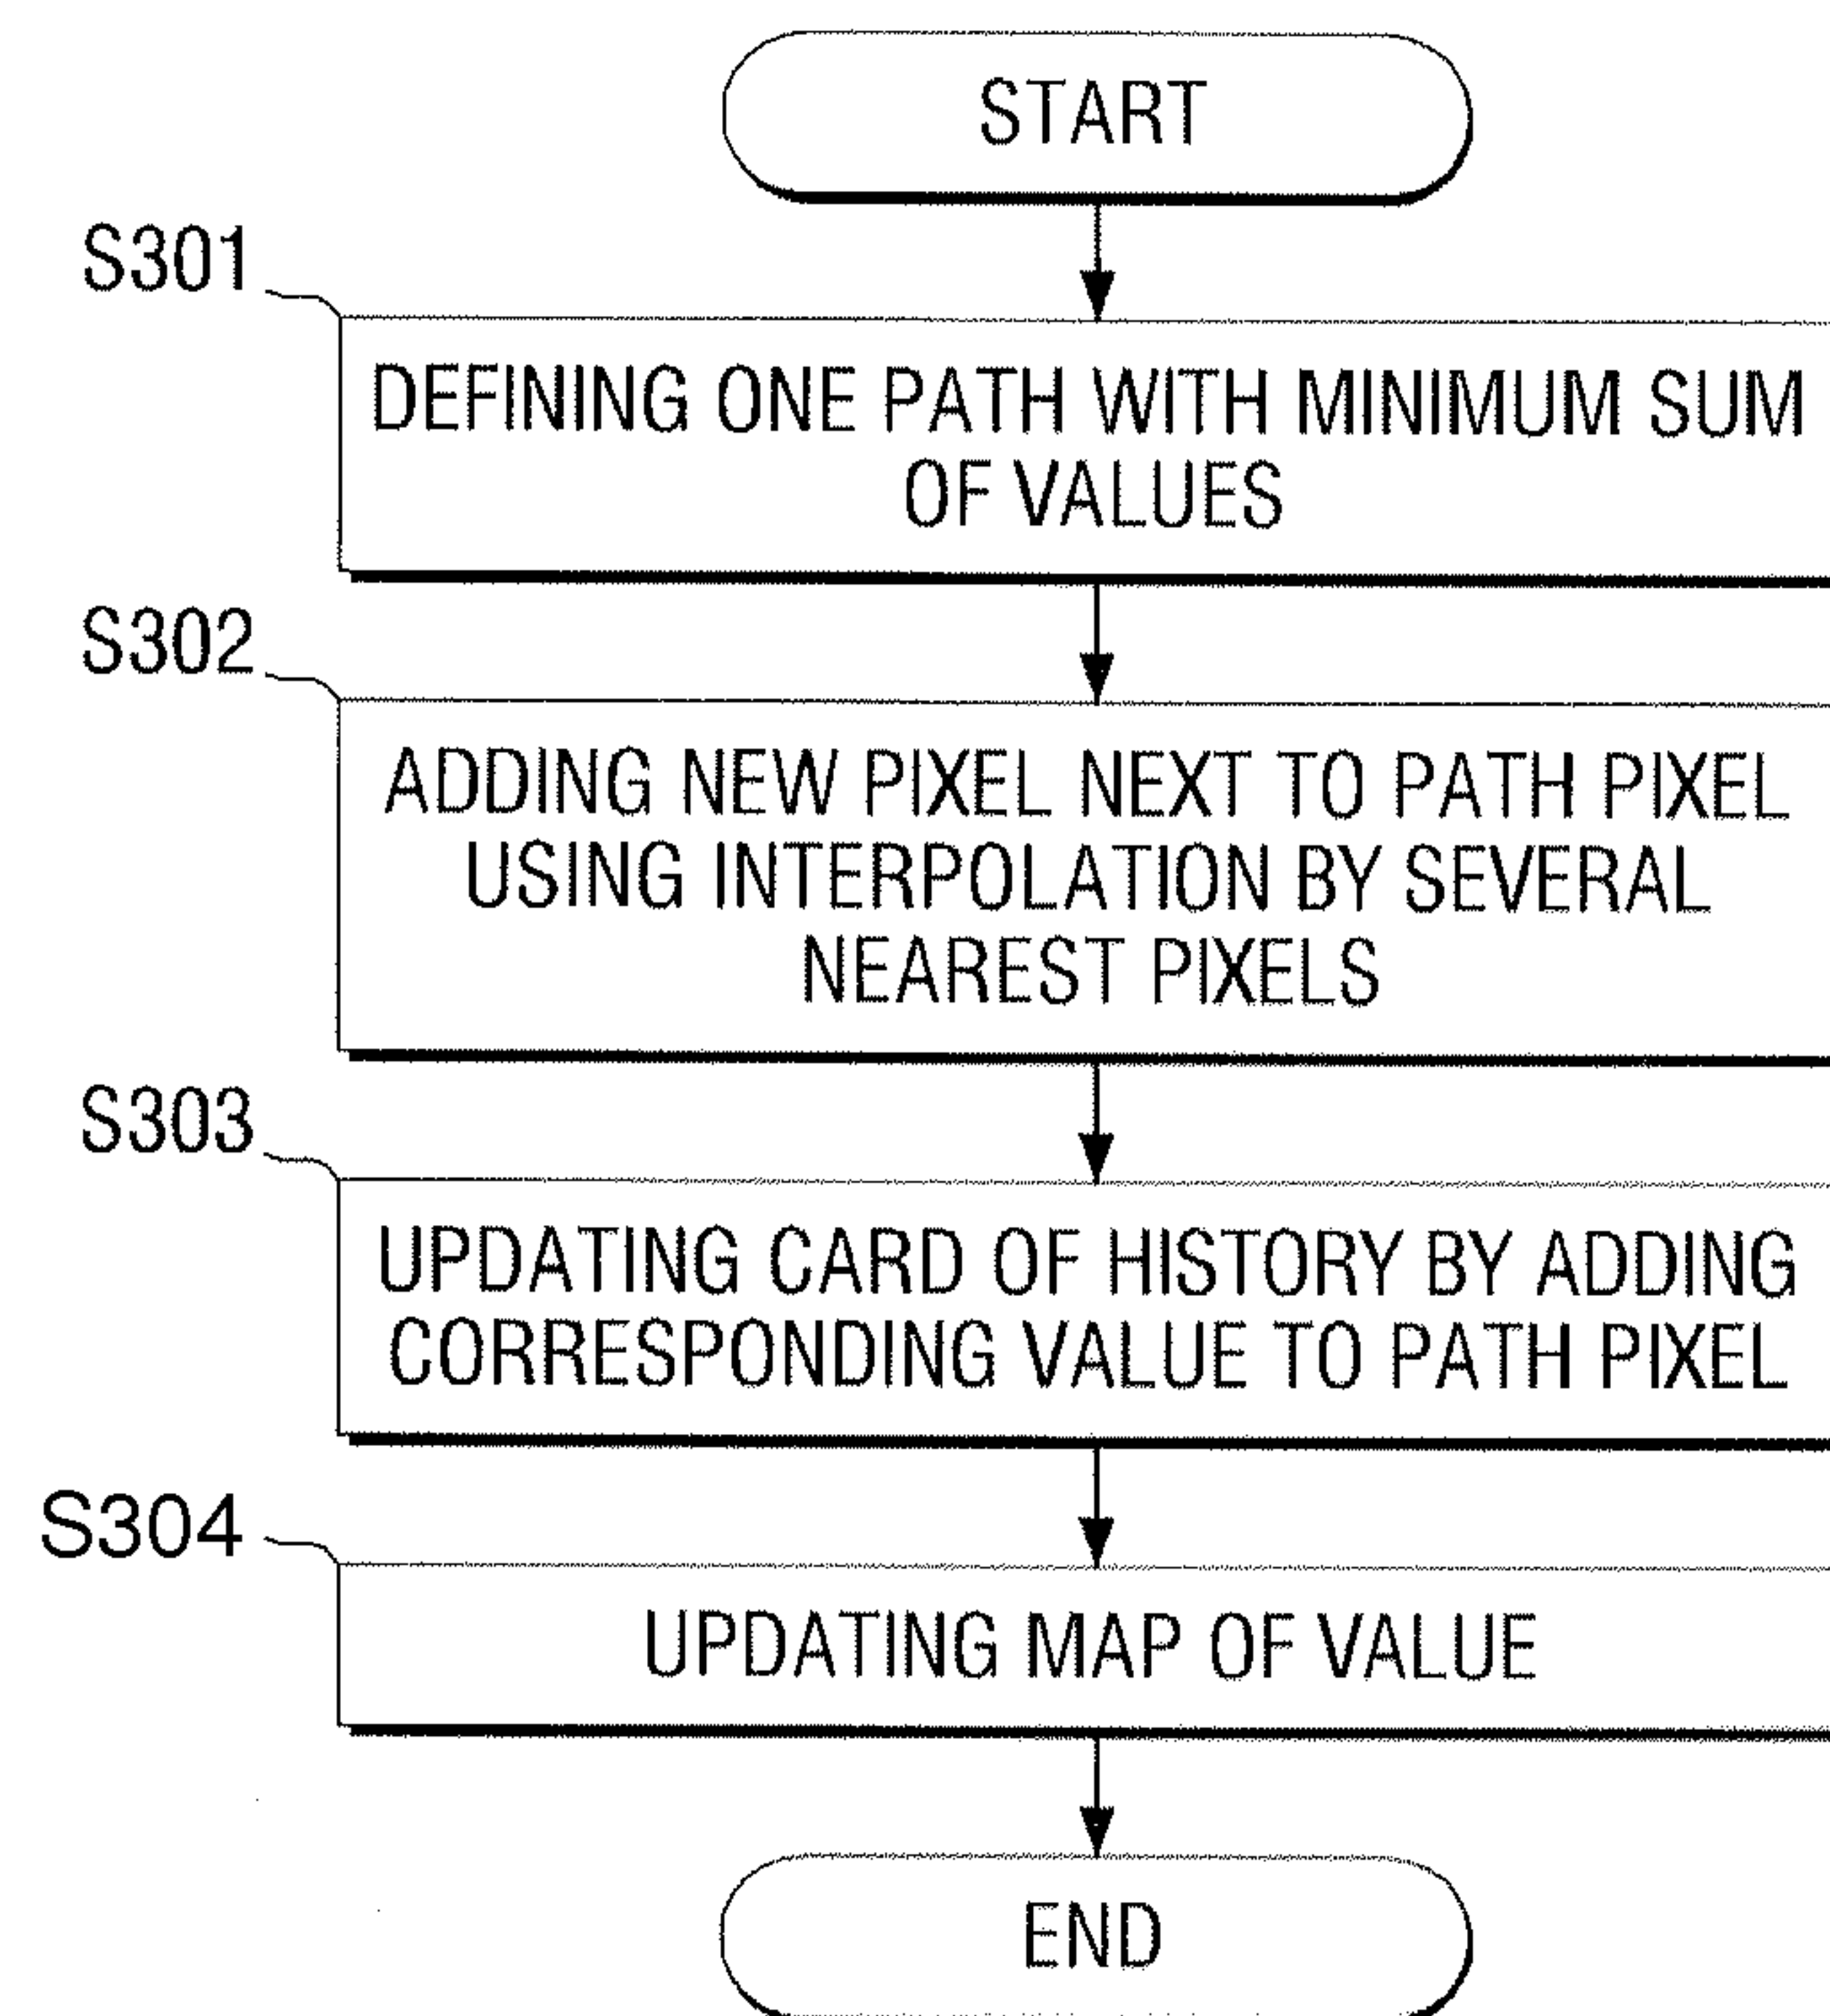 START
S301
DEFINING ONE PATH WITH MINIMUM SUM
OF VALUES
S302
ADDING NEW PIXEL NEXT TO PATH PIXEL
USING INTERPOLATION BY SEVERAL
NEAREST PIXELS
S303
UPDATING CARD OF HISTORY BY ADDING
CORRESPONDING VALUE TO PATH PIXEL
S304
UPDATING MAP OF VALUE
END